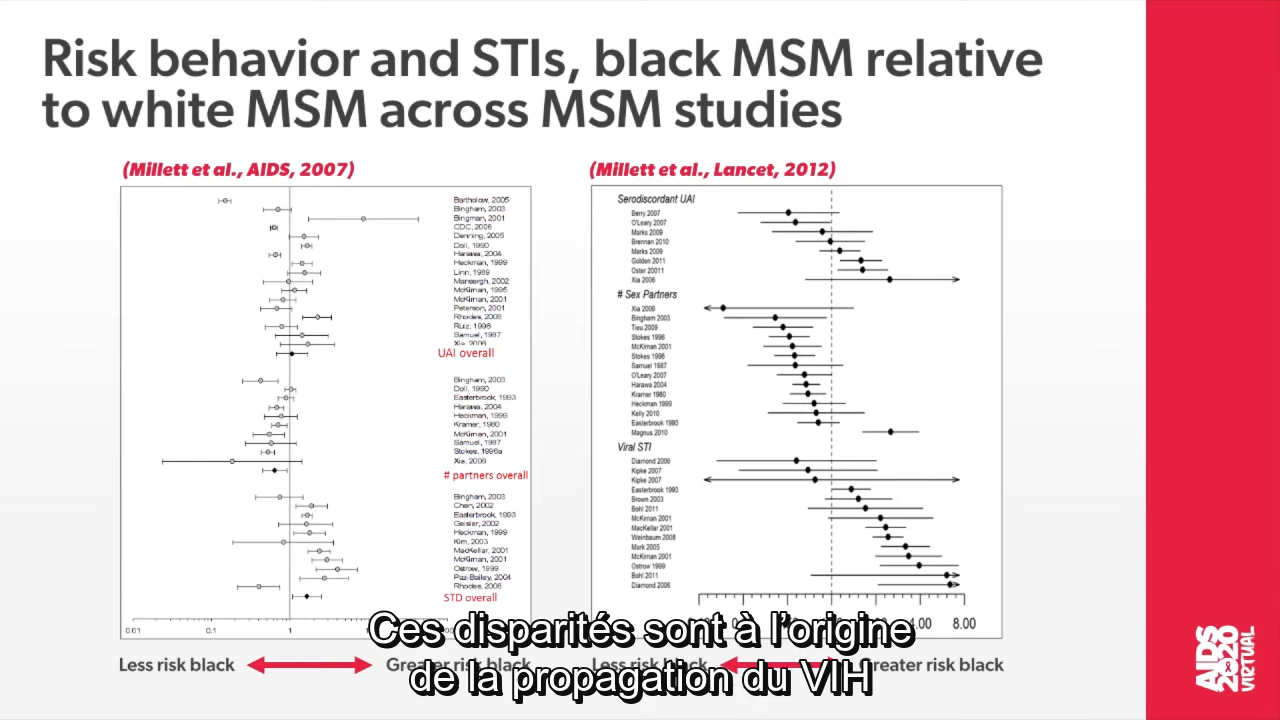 Risk behavior and STIs, black MSM relative
to white MSM across MSM studies
(Millett et al., AIDS, 2007)
Bartholow, 2005
Bingham, 2003
Bingman, 2001
CDC, 2006
Denning, 2005
Doll, 1990
Harawa, 2004
Heckman, 1999
Linn, 1989
Mansergh, 2002
McKirnan, 1995
McKirnan, 2001
Peterson, 2001
Rhodes, 2006
Ruiz, 1998
Samuel, 1987
Xia, 2006
UAI overall
Bingham, 2003
Doll, 1990
Easterbrook, 1993
Harawa, 2004
Heckman, 1999
Kramer, 1980
McKirnan, 2001
Samuel, 1987
Stokes, 1996a
Xia, 2006
# partners overall
Bingham, 2003
Chen, 2002
Easterbrook, 1993
Geisler, 2002
Heckman, 1999
Kim, 2003
MacKellar, 2001
McKirnan, 2001
Ostrow, 1999
Paz-Bailey, 2004
Rhodes, 2006
STD overall
0.01 0.1 1
Less risk black
Greater risk black
(Millett et al., Lancet, 2012)
Serodiscordant UAI
Berry 2007
O'Leary 2007
Marks 2009
Brennan 2010
Marks 2009
Golden 2011
Oster 20011
Xia 2006
# Sex Partners
Xia 2006
Bingham 2003
Tieu 2009
Stokes 1996
McKirnan 2001
Stokes 1996
Samuel 1987
O'Leary 2007
Harawa 2004
Kramer 1980
Heckman 1999
Kelly 2010
Easterbrook 1993
Magnus 2010
Viral STI
Diamond 2006
Kipke 2007
Kipke 2007
Easterbrook 1993
Brown 2003
Bohl 2011
McKirnan 2001
MacKellar 2001
Weinbaum 2008
Mark 2005
McKirnan 2001
Ostrow 1999
Bohl 2011
Diamond 2006
4.00 8.00
Less risk black
Greater risk black
Ces disparités sont à l'origine
de la propagation du VIH
AIDS
2020
VIRTUAL